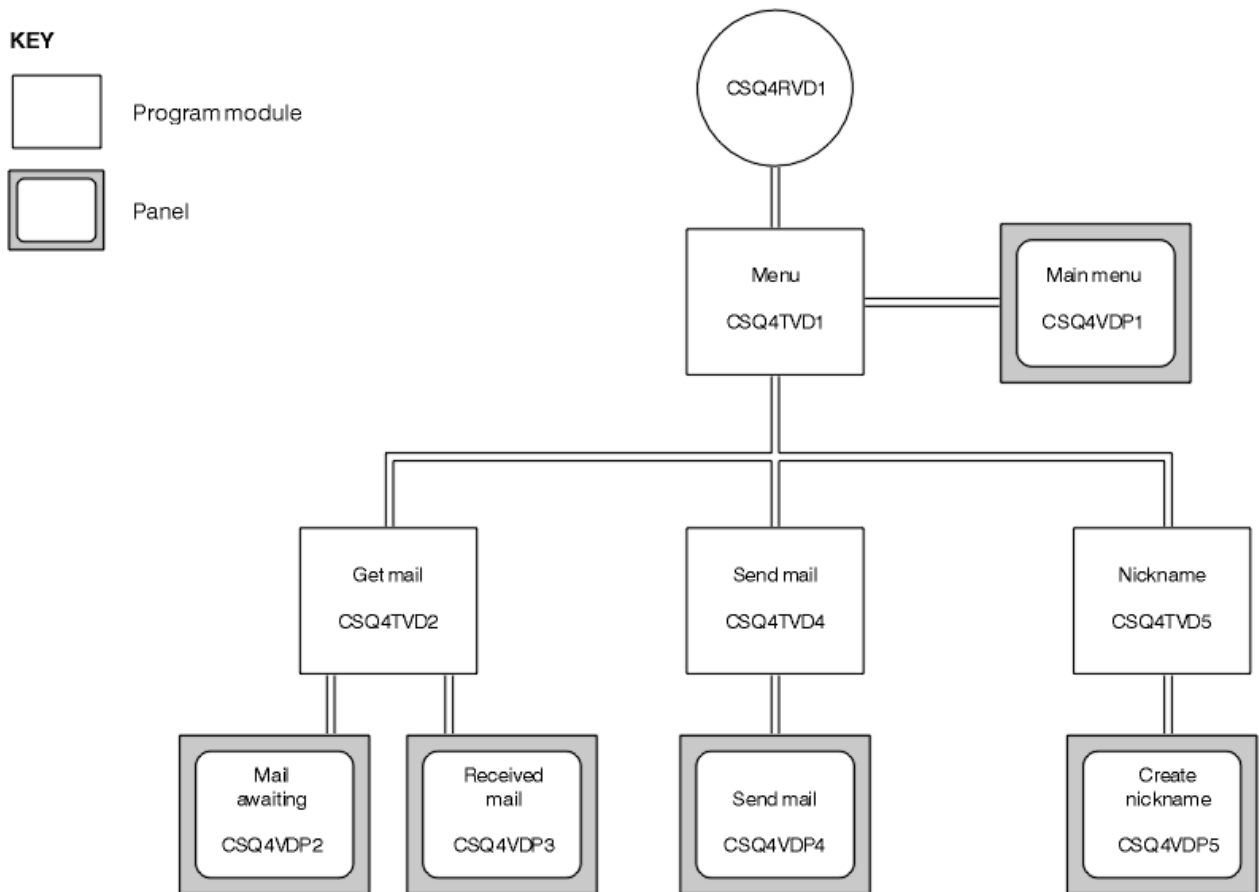 KEY
Program module
Panel
CSQ4RVD1
Menu
CSQ4TVD1
Main menu
CSQ4VDP1
Get mail
CSQ4TVD2
Send mail
CSQ4TVD4
Nickname
CSQ4TVD5
Mail
awaiting
CSQ4VDP2
Received
mail
CSQ4VDP3
Send mail
CSQ4VDP4
Create
nickname
CSQ4VDP5